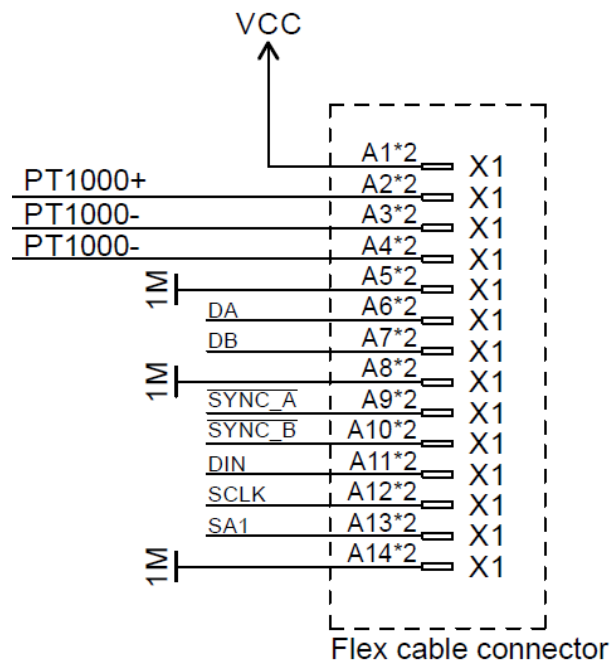 VCC
A1*2 X1
PT1000+ A2*2 X1
PT1000- A3*2 X1
PT1000- A4*2 X1
1M A5*2 X1
DA A6*2 X1
DB A7*2 X1
1M A8*2 X1
SYNC_A A9*2 X1
SYNC_B A10*2 X1
DIN A11*2 X1
SCLK A12*2 X1
SA1 A13*2 X1
1M A14*2 X1
Flex cable connector